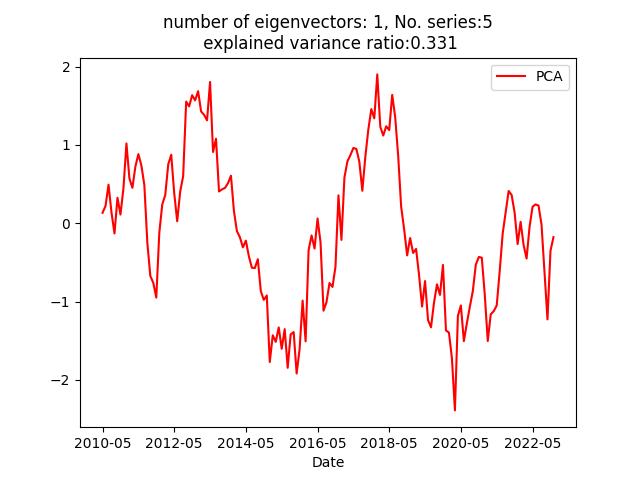 number of eigenvectors: 1, No. series:5
explained variance ratio:0.331
PCA
2
1
0
−1
−2
2010-05 2012-05 2014-05 2016-05 2018-05 2020-05 2022-05
Date